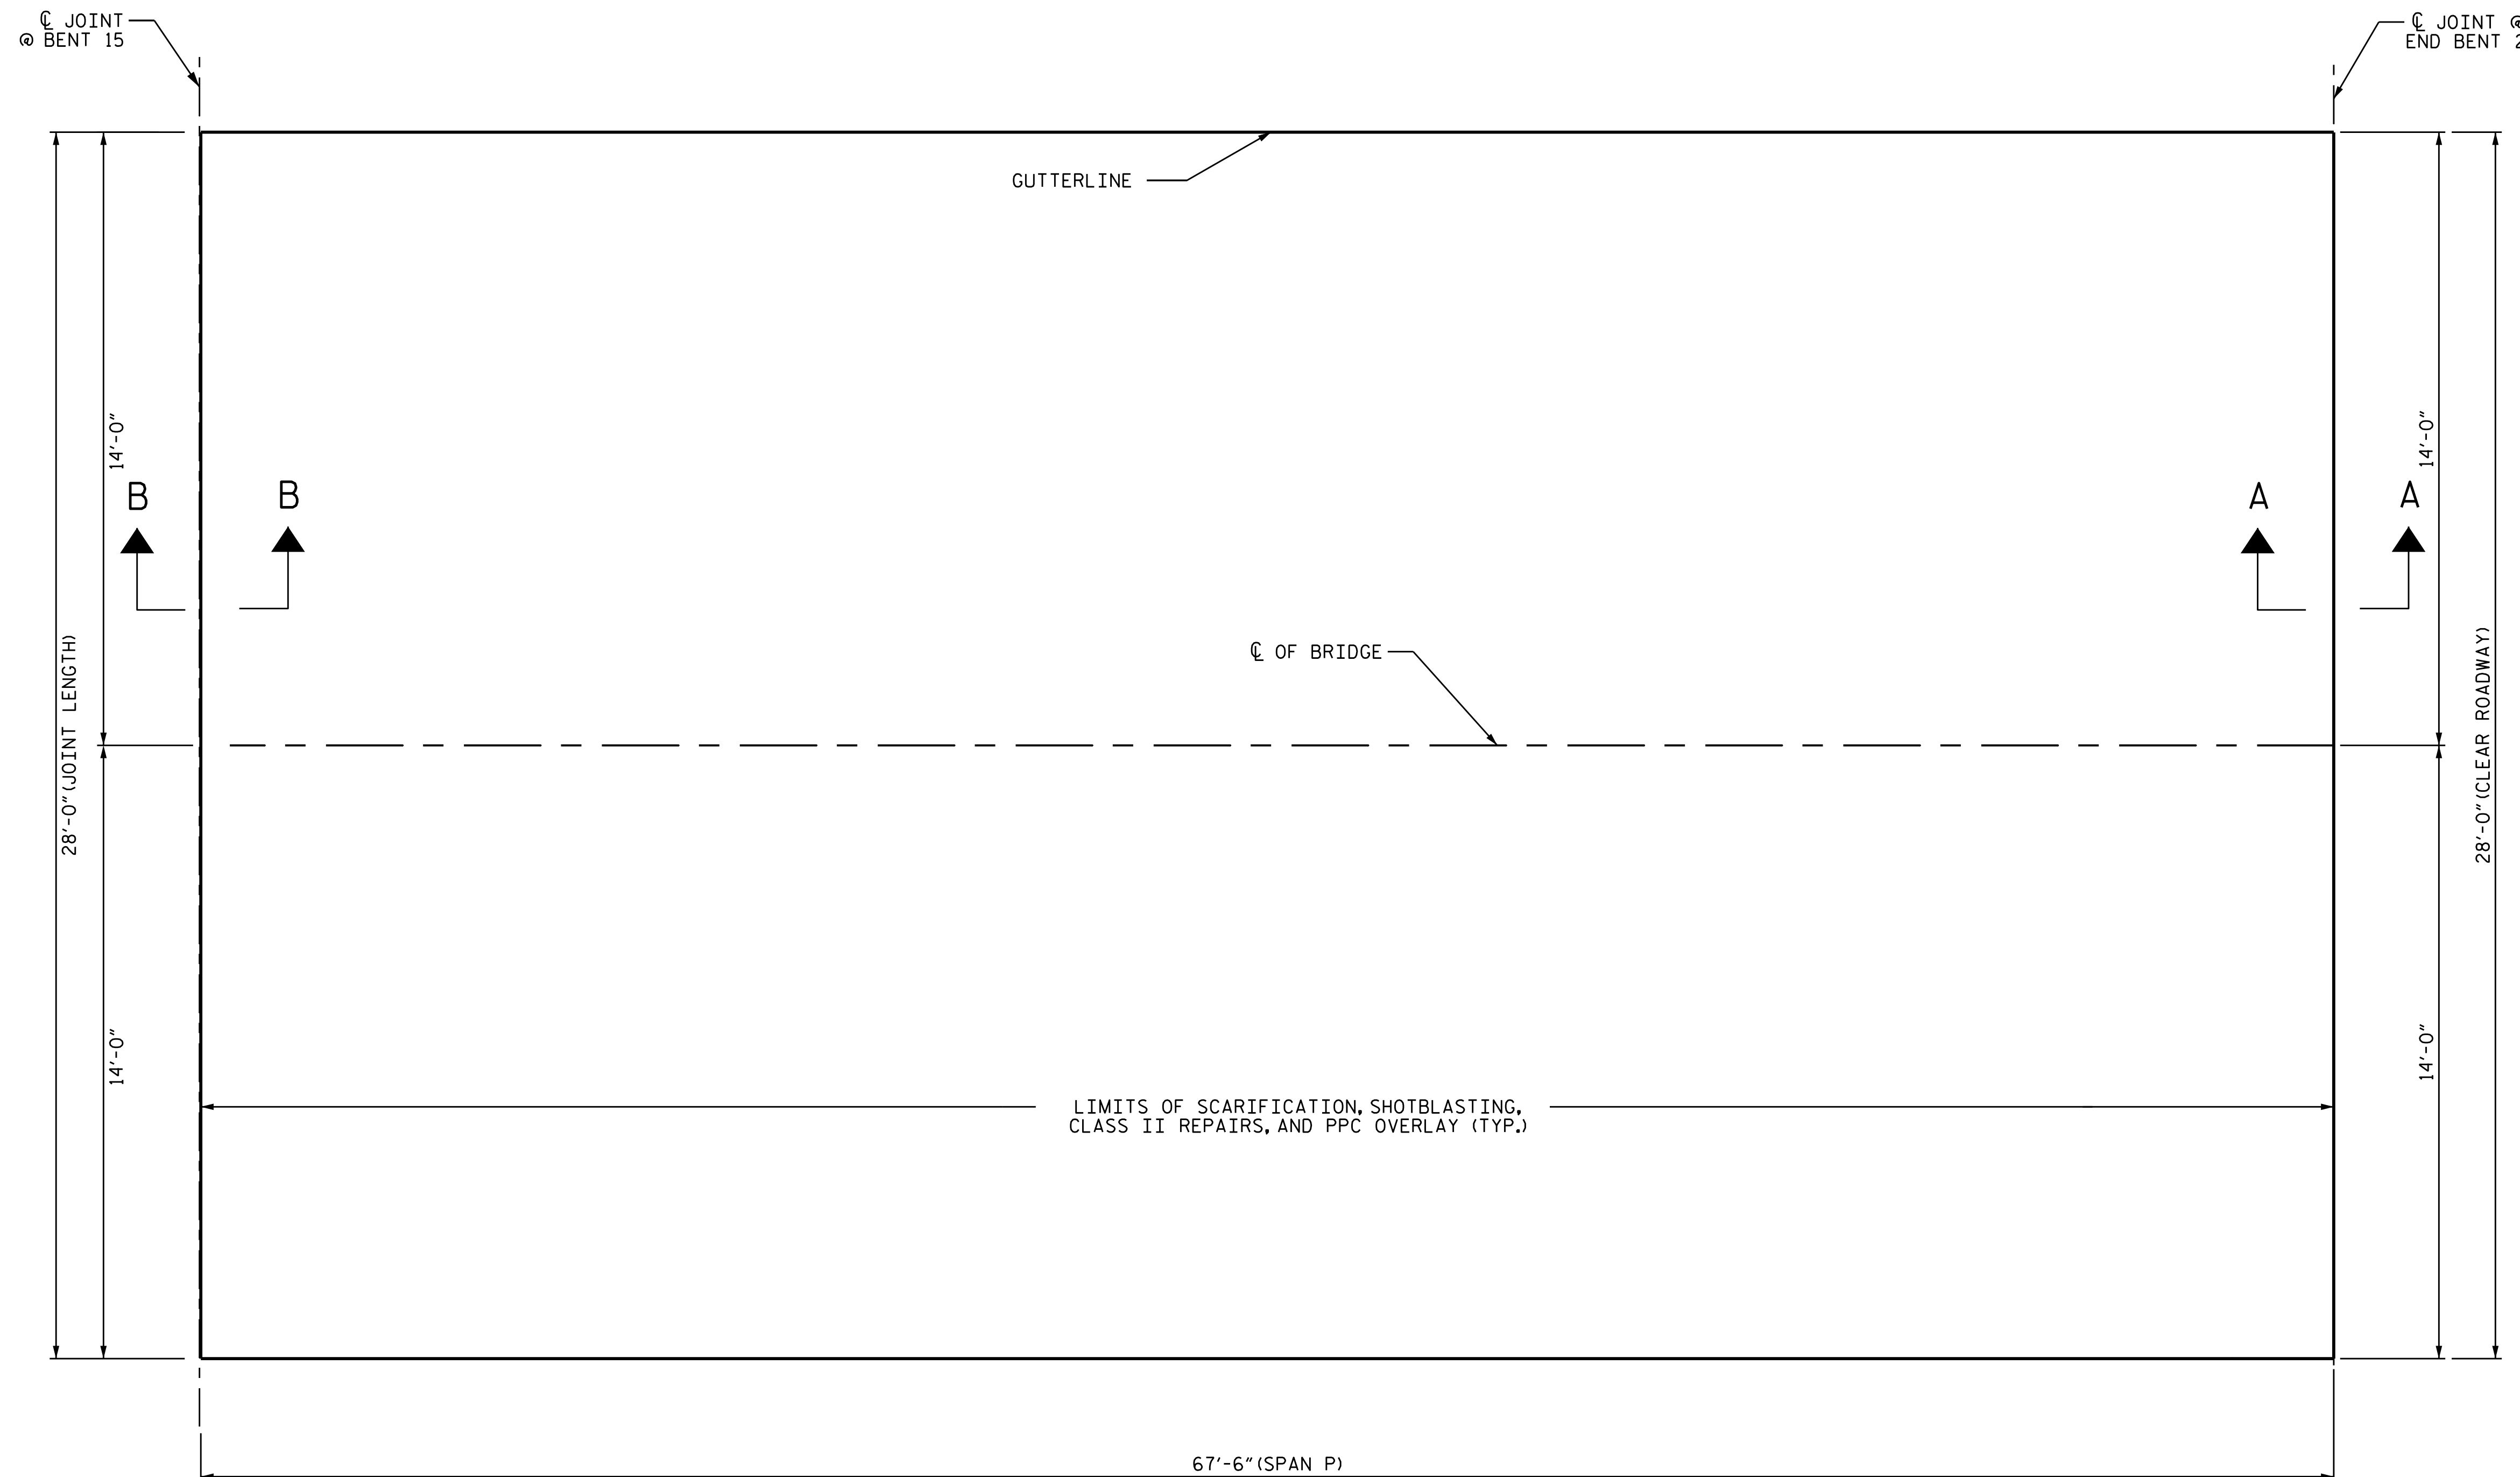 ℄ JOINT
@ BENT 15
℄ JOINT @
END BENT 2
GUTTERLINE
14'-0"
14'-0"
B
B
A
A
28'-0" (JOINT LENGTH)
℄ OF BRIDGE
28'-0" (CLEAR ROADWAY)
14'-0"
14'-0"
LIMITS OF SCARIFICATION, SHOTBLASTING,
CLASS II REPAIRS, AND PPC OVERLAY (TYP.)
67'-6" (SPAN P)